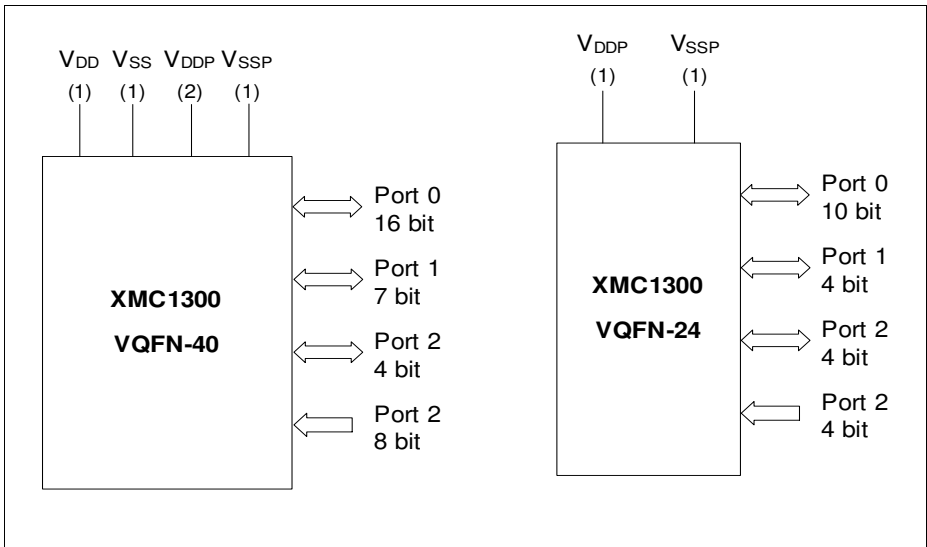 VDD VSS VDDP VSSP
(1) (1) (2) (1)
XMC1300
VQFN-40
Port 0
16 bit
Port 1
7 bit
Port 2
4 bit
Port 2
8 bit
VDDP VSSP
(1) (1)
XMC1300
VQFN-24
Port 0
10 bit
Port 1
4 bit
Port 2
4 bit
Port 2
4 bit